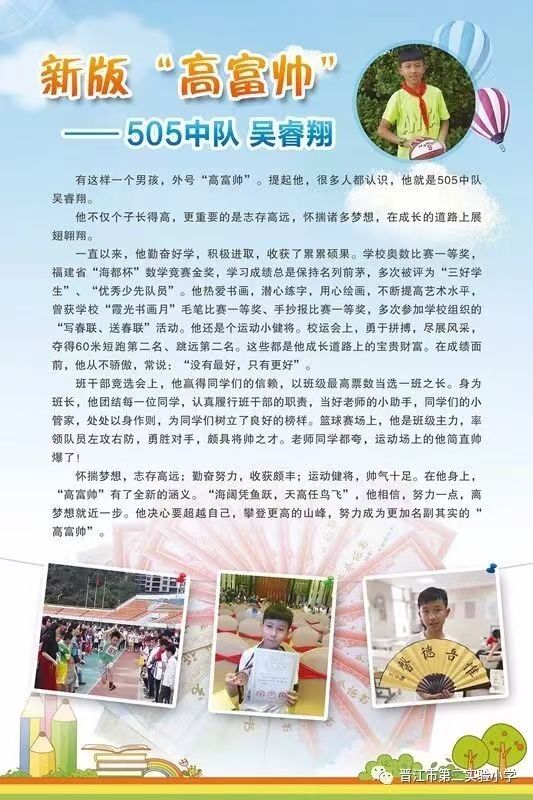 新版“高富帅”
——505中队 吴睿翔
有这样一个男孩，外号“高富帅”。提起他，很多人都认识，他就是505中队
吴睿翔。
他不仅个子长得高，更重要的是志存高远，怀揣诸多梦想，在成长的道路上展
翅翱翔。
一直以来，他勤奋好学，积极进取，收获了累累硕果。学校奥数比赛一等奖，
福建省“海都杯”数学竞赛金奖，学习成绩总是保持名列前茅，多次被评为“三好学
生”、“优秀少先队员”。他热爱书画，潜心练字，用心绘画，不断提高艺术水平，
曾获学校“霞光书画月”毛笔比赛一等奖、手抄报比赛一等奖，多次参加学校组织的
“写春联、送春联”活动。他还是个运动小健将。校运会上，勇于拼搏，尽展风采，
夺得60米短跑第二名、跳远第二名。这些都是他成长道路上的宝贵财富。在成绩面
前，他从不骄傲，常说：“没有最好，只有更好”。
班干部竞选会上，他赢得同学们的信赖，以班级最高票数当选一班之长。身为
班长，他团结每一位同学，认真履行班干部的职责，当好老师的小助手，同学们的小
管家，处处以身作则，为同学们树立了良好的榜样。篮球赛场上，他是班级主力，率
领队员左攻右防，勇胜对手，颇具将帅之才。老师同学都夸，运动场上的他简直帅
爆了！
怀揣梦想，志存高远；勤奋努力，收获颇丰；运动健将，帅气十足。在他身上，
“高富帅”有了全新的涵义。“海阔凭鱼跃，天高任鸟飞”，他相信，努力一点，离
梦想就近一步。他决心要超越自己，攀登更高的山峰，努力成为更加名副其实的“
高富帅”。
馨德吾惟
晋江市第二实验小学